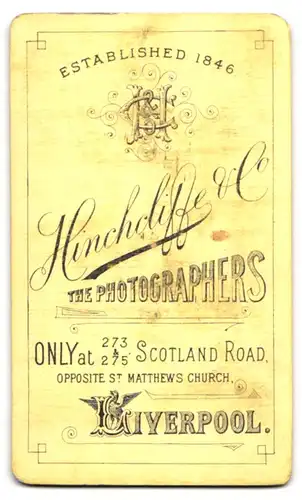 ESTABLISHED 1846
Hinchcliffe & Co
THE PHOTOGRAPHERS
ONLY at 273 & 275 SCOTLAND ROAD,
OPPOSITE ST MATTHEWS CHURCH,
LIVERPOOL.